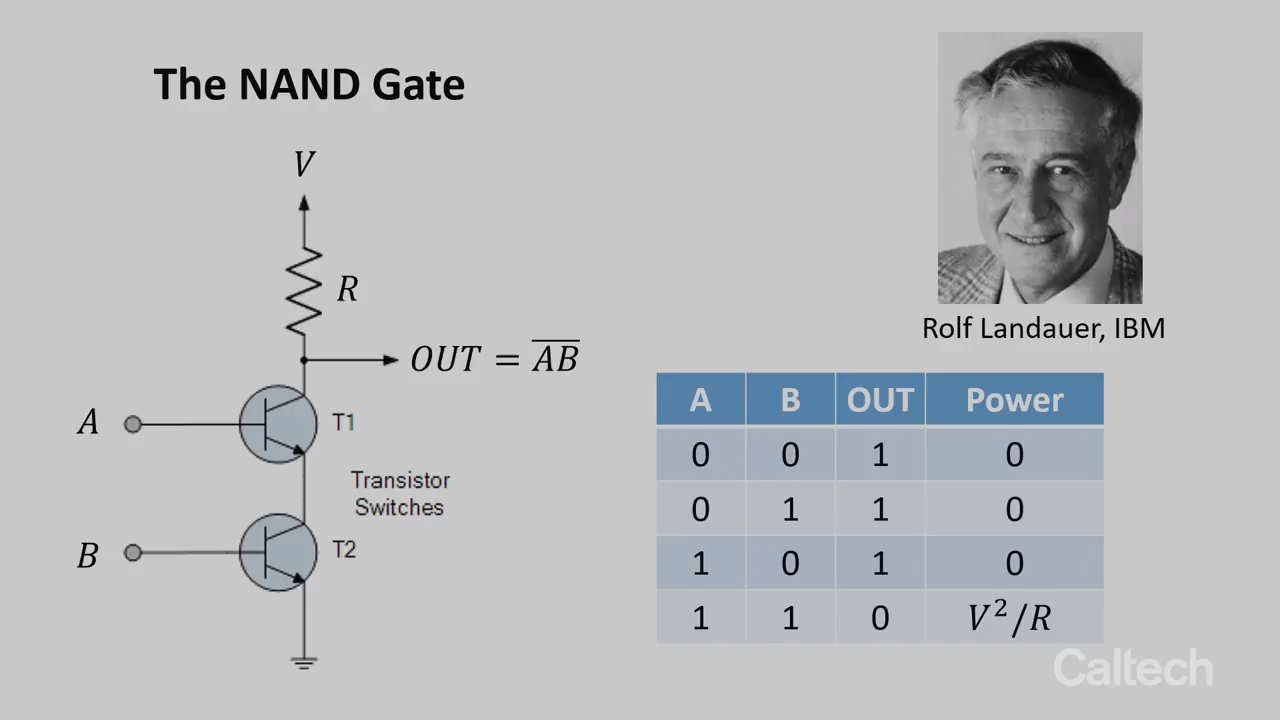 The NAND Gate
V
R
OUT = \overline{AB}
A
T1
Transistor
Switches
B
T2
Rolf Landauer, IBM
A B OUT Power
0 0 1 0
0 1 1 0
1 0 1 0
1 1 0 V²/R
Caltech